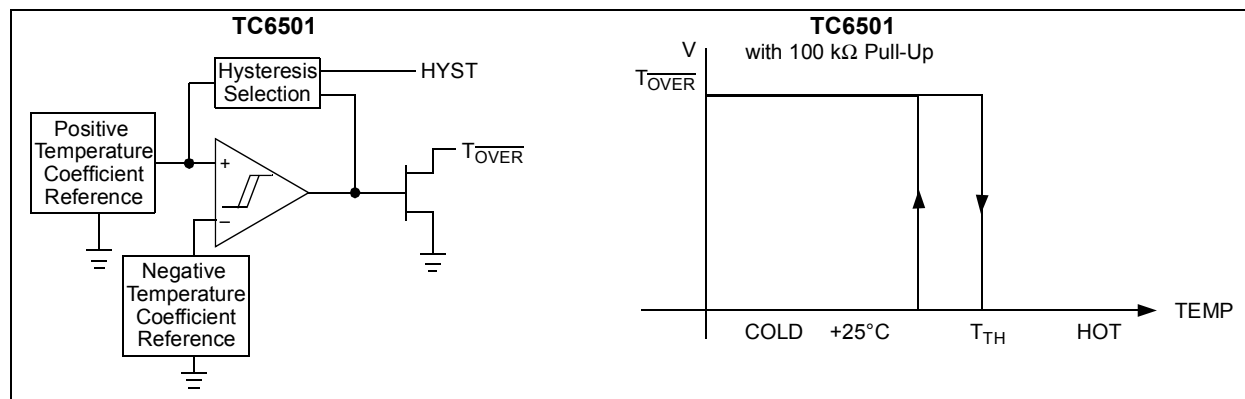 TC6501
Hysteresis
Selection
HYST
Positive
Temperature
Coefficient
Reference
+
−
TOVER
Negative
Temperature
Coefficient
Reference
TC6501
with 100 kΩ Pull-Up
V
TOVER
COLD
+25°C
TTH
HOT
TEMP